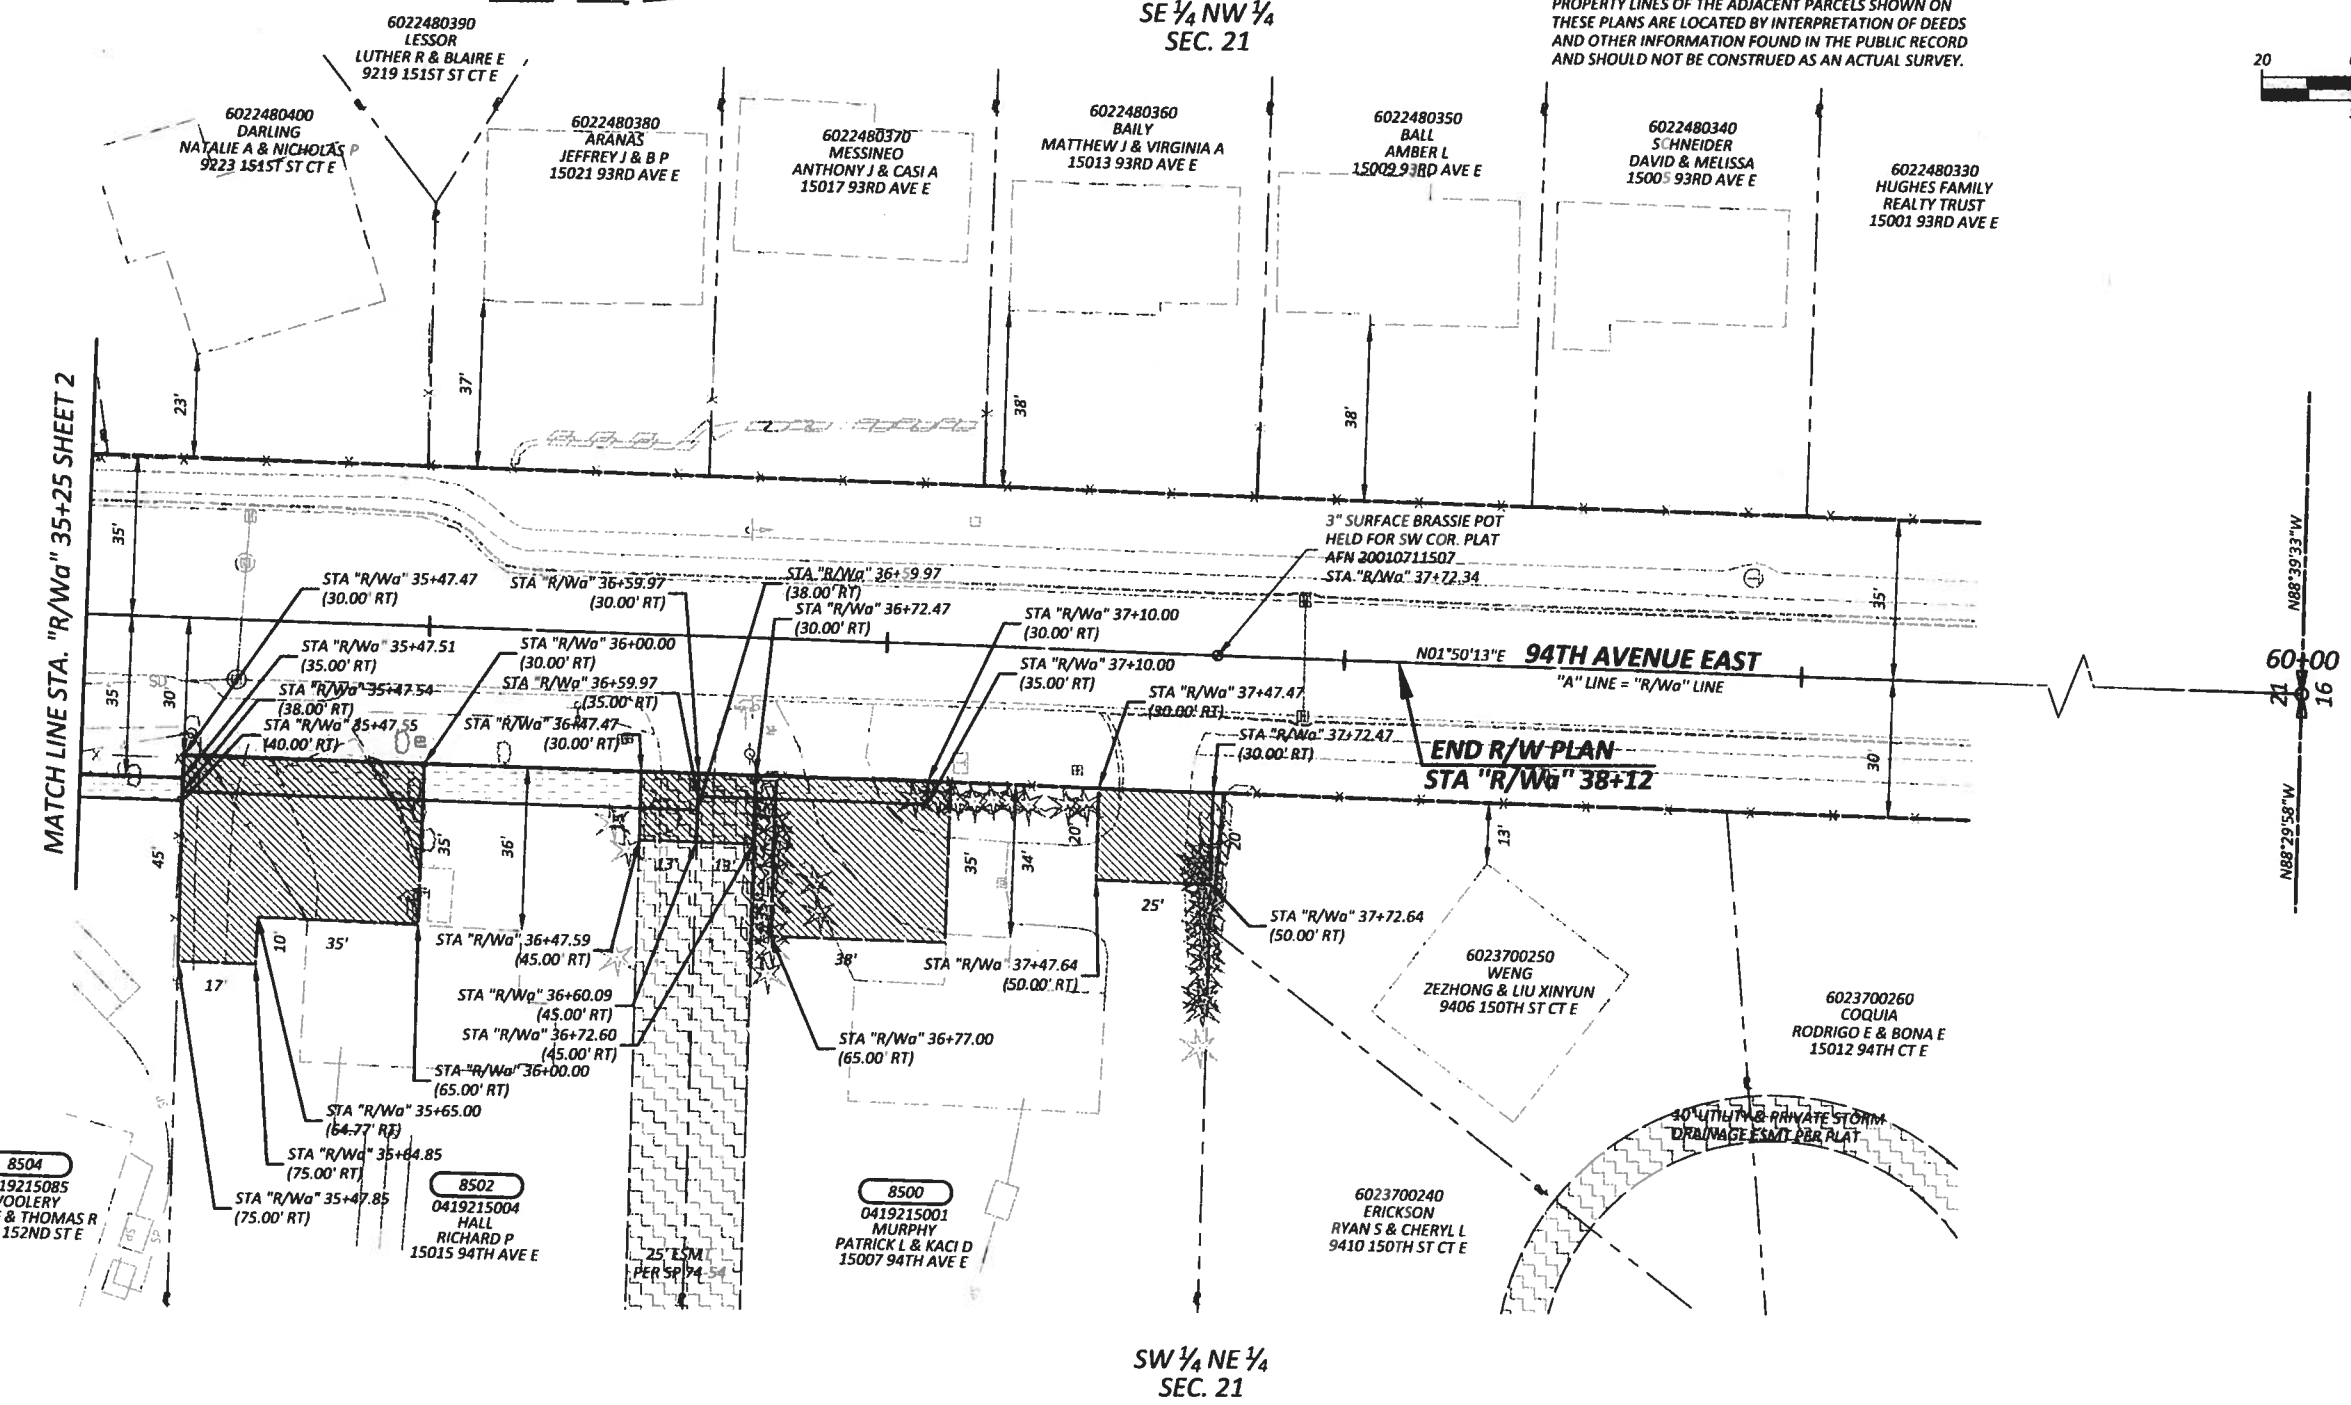 SE ¼ NW ¼
SEC. 21
PROPERTY LINES OF THE ADJACENT PARCELS SHOWN ON
THESE PLANS ARE LOCATED BY INTERPRETATION OF DEEDS
AND OTHER INFORMATION FOUND IN THE PUBLIC RECORD
AND SHOULD NOT BE CONSTRUED AS AN ACTUAL SURVEY.
20
6022480390
LESSOR
LUTHER R & BLAIRE E
9219 151ST ST CT E
6022480400
DARLING
NATALIE A & NICHOLAS P
9223 151ST ST CT E
6022480380
ARANAS
JEFFREY J & B P
15021 93RD AVE E
6022480370
MESSINEO
ANTHONY J & CASI A
15017 93RD AVE E
6022480360
BAILY
MATTHEW J & VIRGINIA A
15013 93RD AVE E
6022480350
BALL
AMBER L
15009 93RD AVE E
6022480340
SCHNEIDER
DAVID & MELISSA
15005 93RD AVE E
6022480330
HUGHES FAMILY
REALTY TRUST
15001 93RD AVE E
MATCH LINE STA. "R/Wa" 35+25 SHEET 2
23'
37'
38'
38'
35'
35'
3" SURFACE BRASSIE POT
HELD FOR SW COR. PLAT
AFN 20010711507
STA "R/Wa" 37+72.34
STA "R/Wa" 35+47.47
(30.00' RT)
STA "R/Wa" 36+59.97
(30.00' RT)
STA "R/Wa" 36+59.97
(38.00' RT)
STA "R/Wa" 36+72.47
(30.00' RT)
STA "R/Wa" 37+10.00
(30.00' RT)
STA "R/Wa" 35+47.51
(35.00' RT)
STA "R/Wa" 36+00.00
(30.00' RT)
STA "R/Wa" 36+59.97
(35.00' RT)
STA "R/Wa" 37+10.00
(35.00' RT)
STA "R/Wa" 35+47.54
(38.00' RT)
STA "R/Wa" 37+47.47
(30.00' RT)
STA "R/Wa" 35+47.55
(40.00' RT)
STA "R/Wa" 36+47.47
(30.00' RT)
STA "R/Wa" 37+72.47
(30.00' RT)
35'
30'
SD
N01°50'13"E
94TH AVENUE EAST
"A" LINE = "R/Wa" LINE
END R/W PLAN
STA "R/Wa" 38+12
30'
N88°39'33"W
60+00
21
16
N88°29'58"W
45'
35'
36'
13'
13'
35'
35'
34'
20'
20'
13'
10'
35'
17'
38'
25'
STA "R/Wa" 36+47.59
(45.00' RT)
STA "R/Wa" 36+60.09
(45.00' RT)
STA "R/Wa" 36+72.60
(45.00' RT)
STA "R/Wa" 36+00.00
(65.00' RT)
STA "R/Wa" 35+65.00
(64.77' RT)
STA "R/Wa" 35+64.85
(75.00' RT)
STA "R/Wa" 35+47.85
(75.00' RT)
STA "R/Wa" 36+77.00
(65.00' RT)
STA "R/Wa" 37+47.64
(50.00' RT)
STA "R/Wa" 37+72.64
(50.00' RT)
6023700250
WENG
ZEZHONG & LIU XINYUN
9406 150TH ST CT E
6023700260
COQUIA
RODRIGO E & BONA E
15012 94TH CT E
10' UTILITY & PRIVATE STORM
DRAINAGE ESMT PER PLAT
6023700240
ERICKSON
RYAN S & CHERYL L
9410 150TH ST CT E
8504
19215085
OOLERY
& THOMAS R
152ND ST E
8502
0419215004
HALL
RICHARD P
15015 94TH AVE E
25' ESMT
PER SP 74-54
8500
0419215001
MURPHY
PATRICK L & KACI D
15007 94TH AVE E
SW ¼ NE ¼
SEC. 21